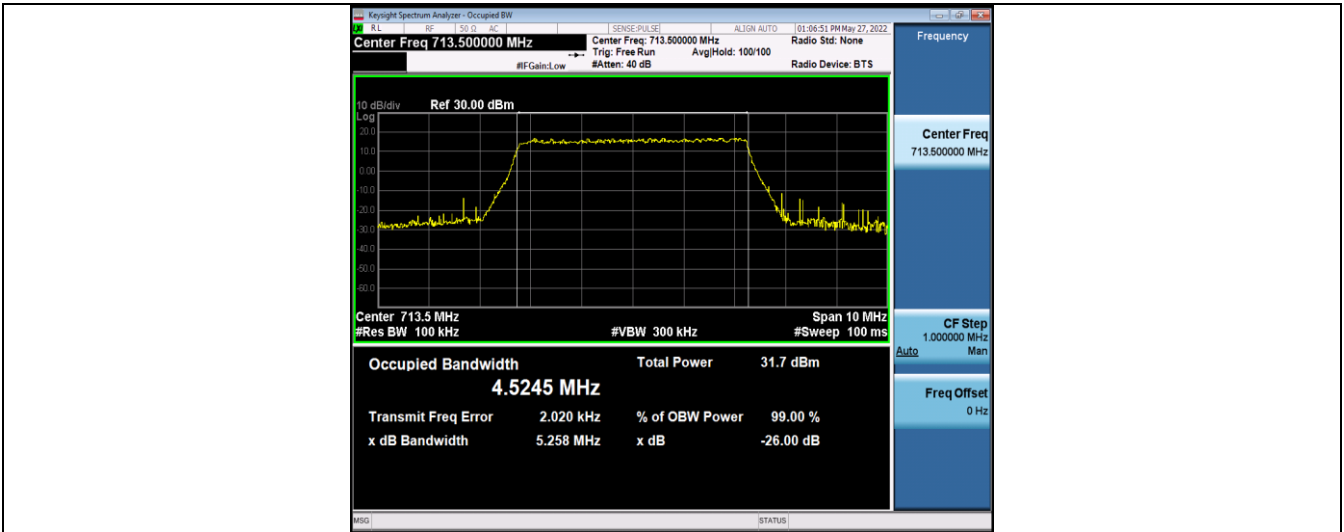 Keysight Spectrum Analyzer - Occupied BW
RL RF 50 Ω AC SENSE:PULSE ALIGN AUTO 01:06:51 PM May 27, 2022
Center Freq 713.500000 MHz
Center Freq: 713.500000 MHz Radio Std: None
Trig: Free Run Avg|Hold: 100/100
#IFGain:Low #Atten: 40 dB Radio Device: BTS
10 dB/div Ref 30.00 dBm
Log
20.0
10.0
0.00
-10.0
-20.0
-30.0
-40.0
-50.0
-60.0
Center 713.5 MHz Span 10 MHz
#Res BW 100 kHz #VBW 300 kHz #Sweep 100 ms
Occupied Bandwidth Total Power 31.7 dBm
4.5245 MHz
Transmit Freq Error 2.020 kHz % of OBW Power 99.00 %
x dB Bandwidth 5.258 MHz x dB -26.00 dB
MSG STATUS
Frequency
Center Freq
713.500000 MHz
CF Step
1.000000 MHz
Auto Man
Freq Offset
0 Hz